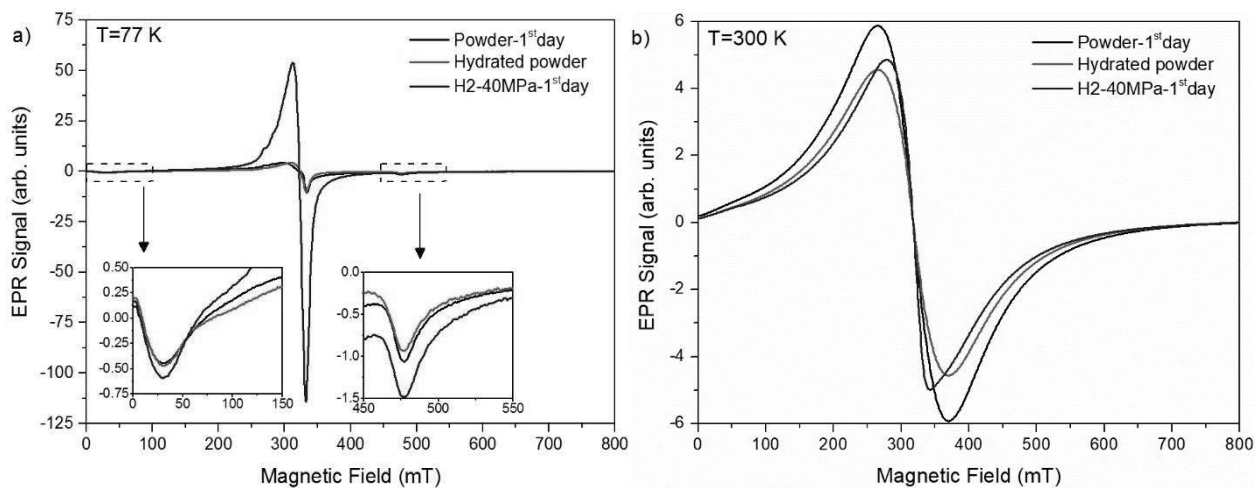 a)
T=77 K
Powder-1st day
Hydrated powder
H2-40MPa-1st day
EPR Signal (arb. units)
75
50
25
0
-25
-50
-75
-100
-125
0.50
0.25
0.00
-0.25
-0.50
-0.75
0 50 100 150
0.0
-0.5
-1.0
-1.5
450 500 550
0 100 200 300 400 500 600 700 800
Magnetic Field (mT)
b)
T=300 K
Powder-1st day
Hydrated powder
H2-40MPa-1st day
EPR Signal (arb. units)
6
4
2
0
-2
-4
-6
0 100 200 300 400 500 600 700 800
Magnetic Field (mT)